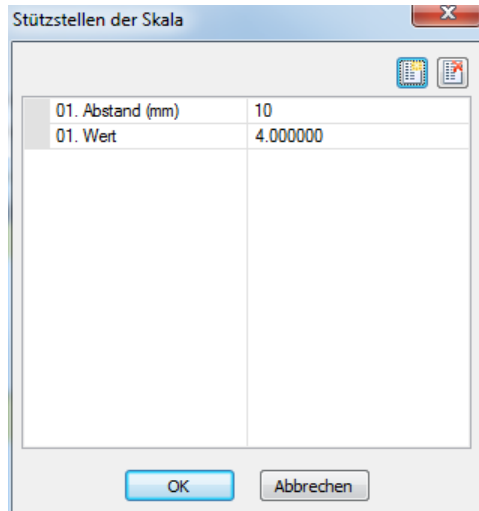 Stützstellen der Skala
01. Abstand (mm) 10
01. Wert 4.000000
OK Abbrechen